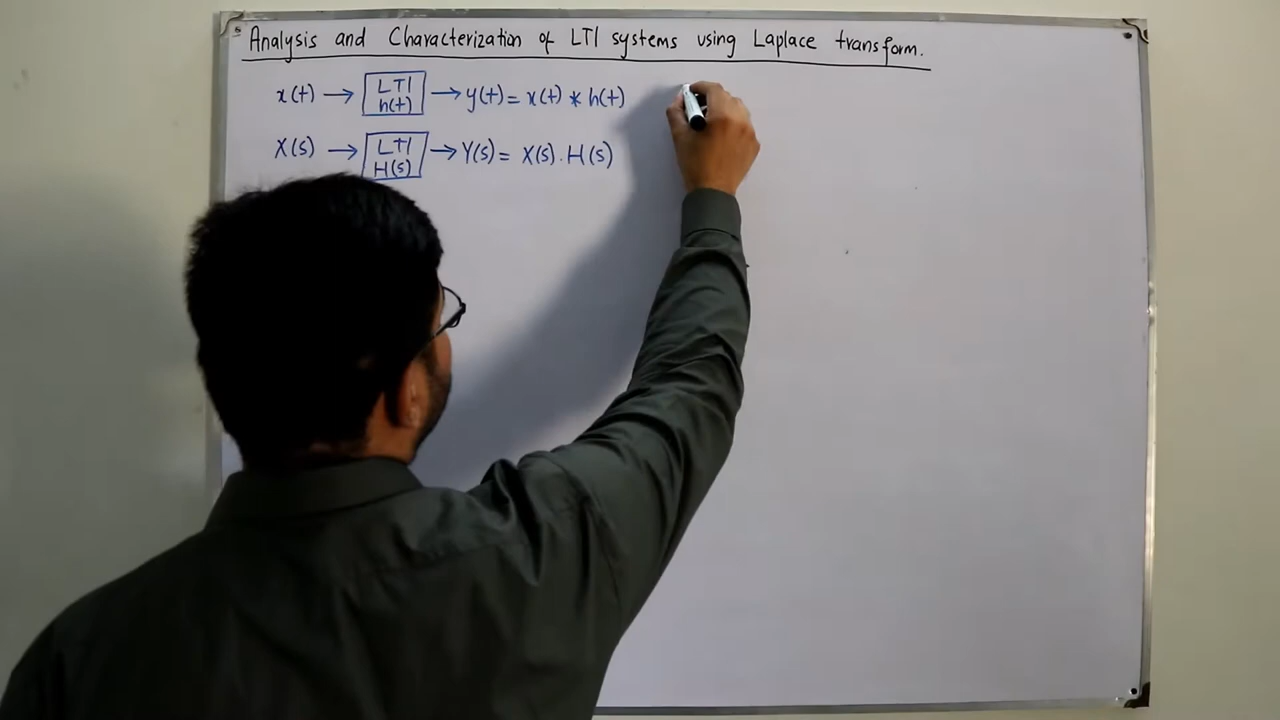 Analysis and Characterization of LTI systems using Laplace transform.
x(t) → LTI h(t) → y(t) = x(t) * h(t)
X(s) → LTI H(s) → Y(s) = X(s) . H(s)